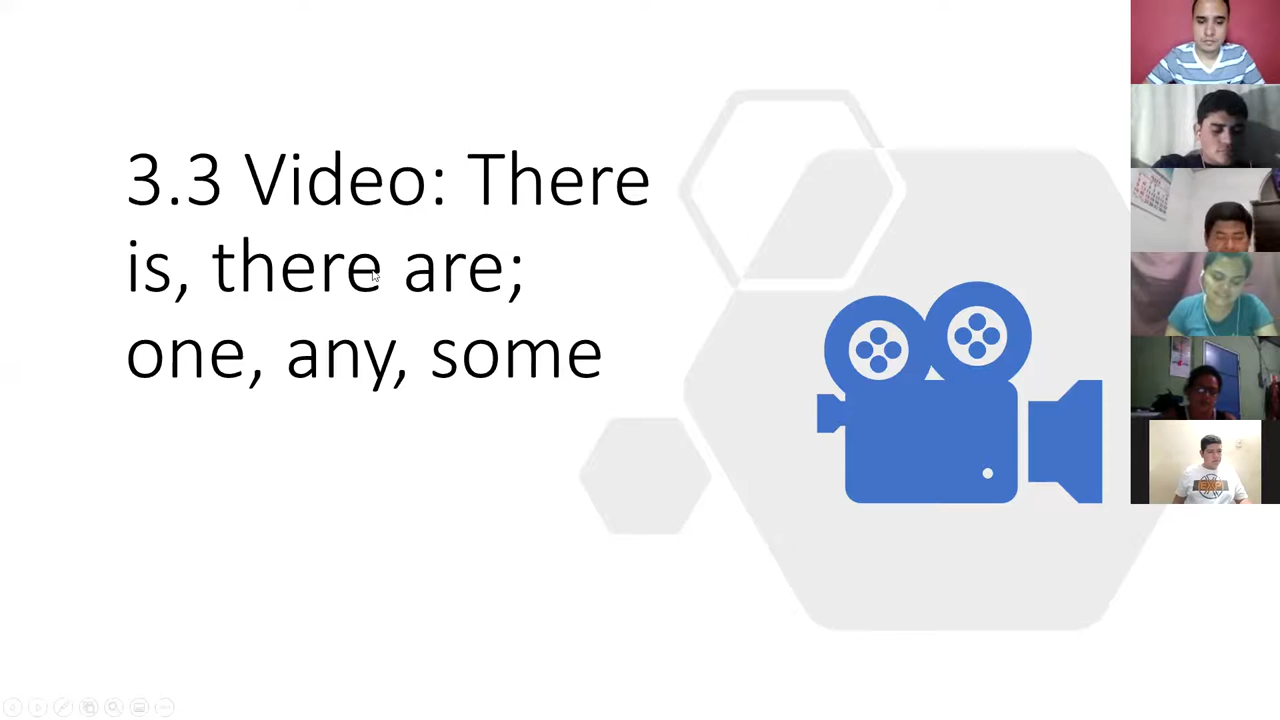 3.3 Video: There
is, there are;
one, any, some